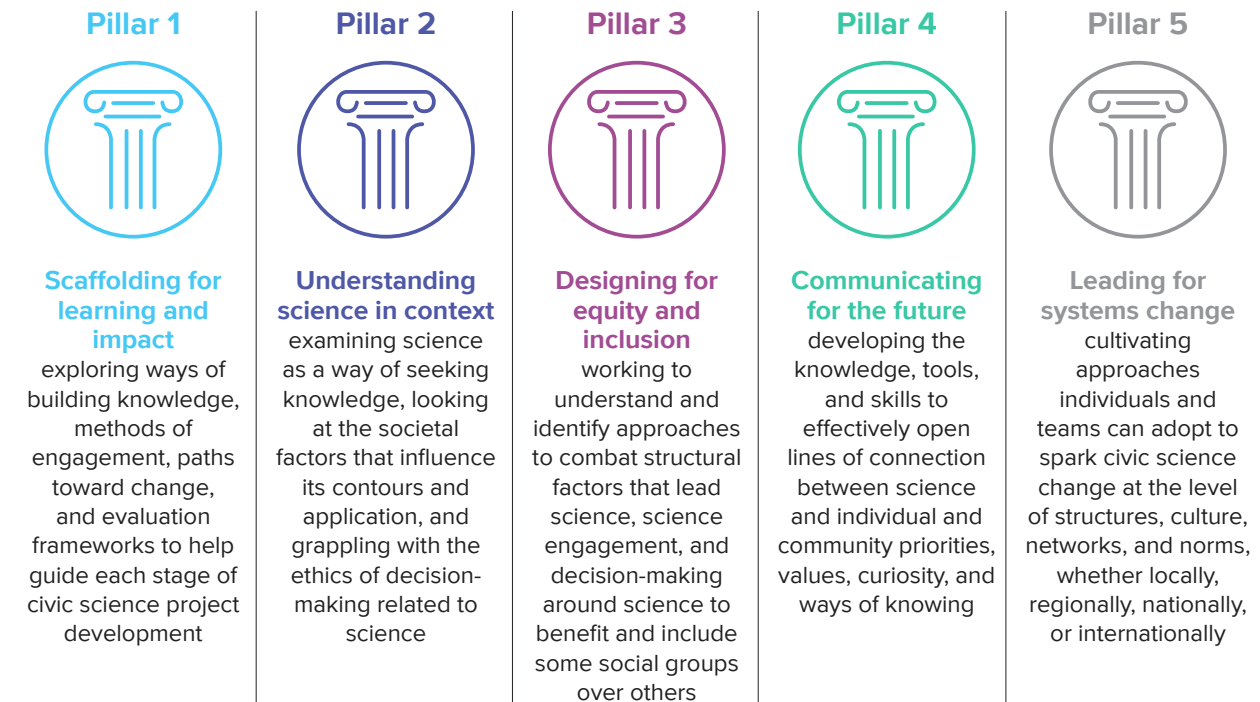 Pillar 1
Scaffolding for
learning and
impact
exploring ways of
building knowledge,
methods of
engagement, paths
toward change,
and evaluation
frameworks to help
guide each stage of
civic science project
development
Pillar 2
Understanding
science in context
examining science
as a way of seeking
knowledge, looking
at the societal
factors that influence
its contours and
application, and
grappling with the
ethics of decision-
making related to
science
Pillar 3
Designing for
equity and
inclusion
working to
understand and
identify approaches
to combat structural
factors that lead
science, science
engagement, and
decision-making
around science to
benefit and include
some social groups
over others
Pillar 4
Communicating
for the future
developing the
knowledge, tools,
and skills to
effectively open
lines of connection
between science
and individual and
community priorities,
values, curiosity, and
ways of knowing
Pillar 5
Leading for
systems change
cultivating
approaches
individuals and
teams can adopt to
spark civic science
change at the level
of structures, culture,
networks, and norms,
whether locally,
regionally, nationally,
or internationally